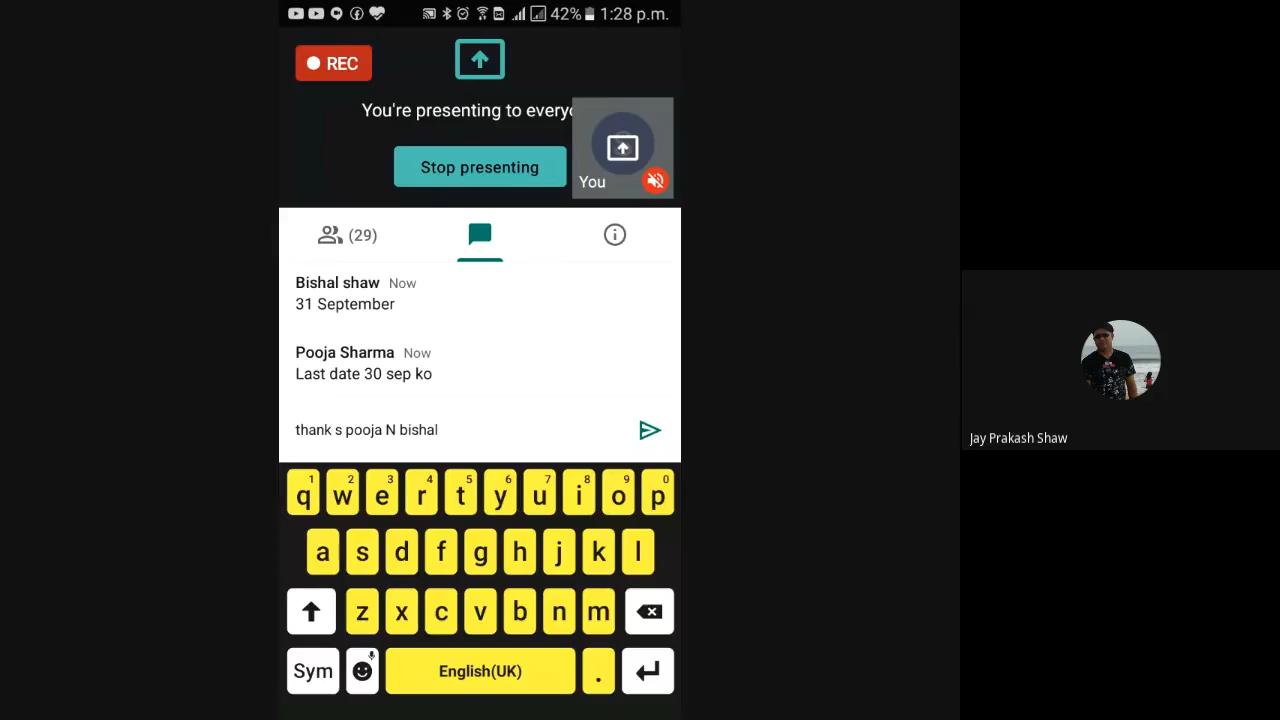 42% 1:28 p.m.
REC
You're presenting to everyo
Stop presenting
You
(29)
Bishal shaw Now
31 September
Pooja Sharma Now
Last date 30 sep ko
thank s pooja N bishal
1 2 3 4 5 6 7 8 9 0
q w e r t y u i o p
a s d f g h j k l
z x c v b n m
Sym English(UK) .
Jay Prakash Shaw